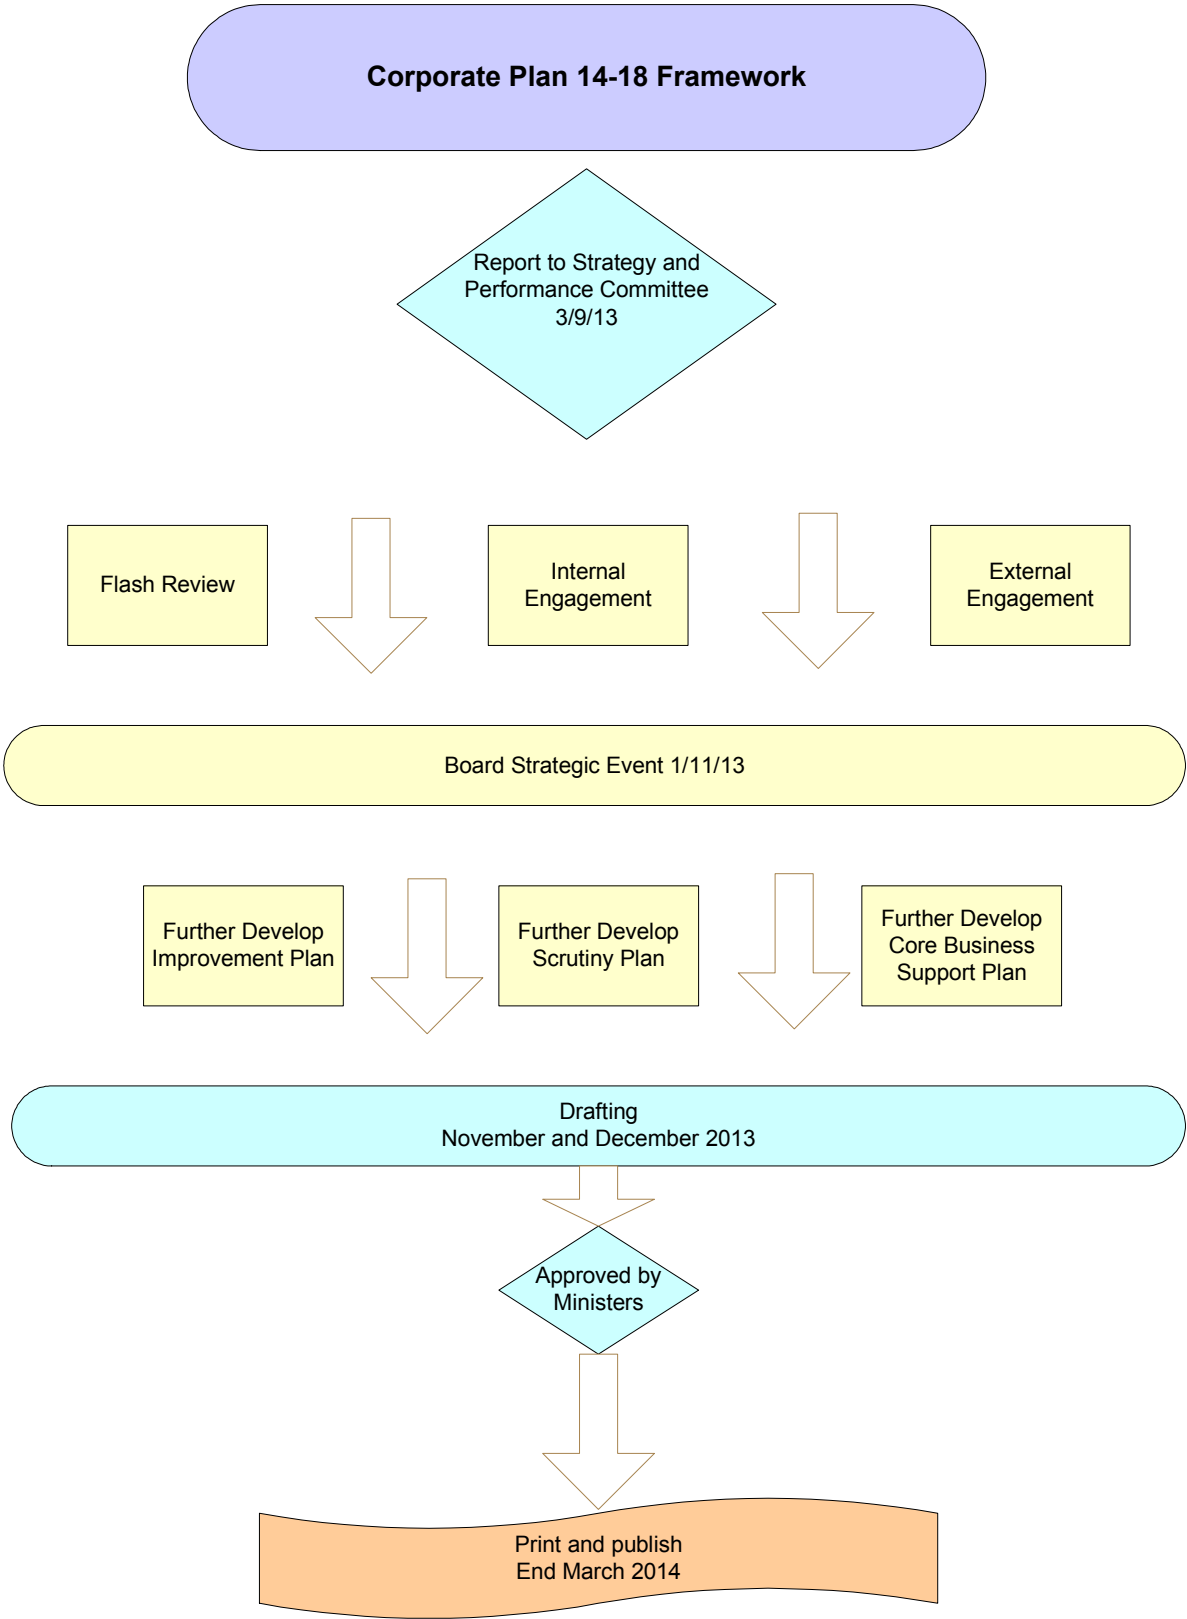 Corporate Plan 14-18 Framework
Report to Strategy and
Performance Committee
3/9/13
Flash Review
Internal
Engagement
External
Engagement
Board Strategic Event 1/11/13
Further Develop
Improvement Plan
Further Develop
Scrutiny Plan
Further Develop
Core Business
Support Plan
Drafting
November and December 2013
Approved by
Ministers
Print and publish
End March 2014